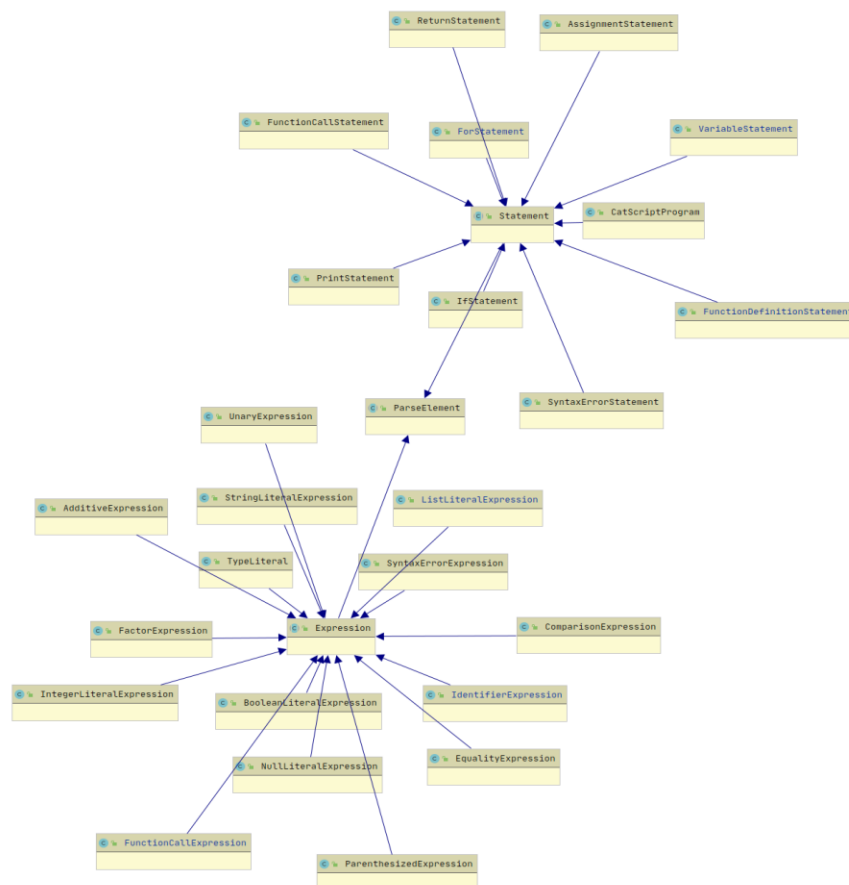 ReturnStatement
AssignmentStatement
FunctionCallStatement
ForStatement
VariableStatement
Statement
CatScriptProgram
PrintStatement
IfStatement
FunctionDefinitionStatement
UnaryExpression
ParseElement
SyntaxErrorStatement
AdditiveExpression
StringLiteralExpression
ListLiteralExpression
TypeLiteral
SyntaxErrorExpression
FactorExpression
Expression
ComparisonExpression
IntegerLiteralExpression
BooleanLiteralExpression
IdentifierExpression
NullLiteralExpression
EqualityExpression
FunctionCallExpression
ParenthesizedExpression